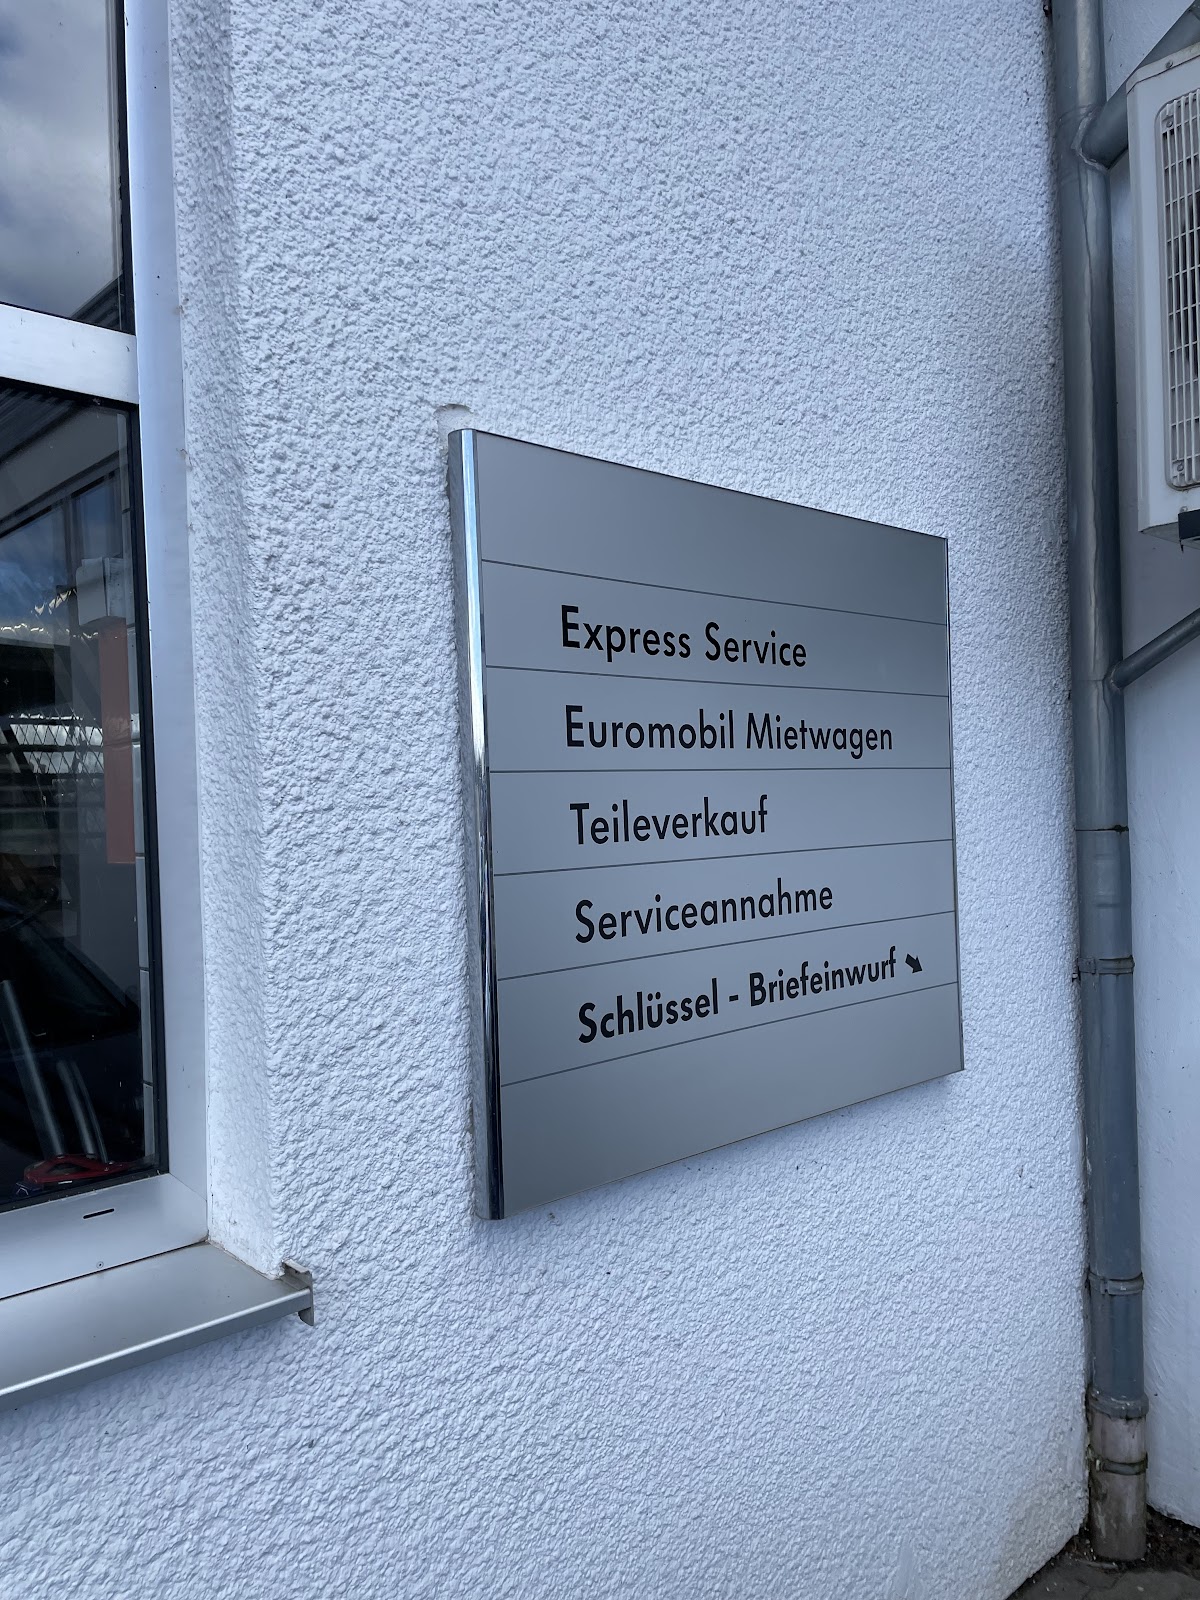 Express Service
Euromobil Mietwagen
Teileverkauf
Serviceannahme
Schlüssel - Briefeinwurf